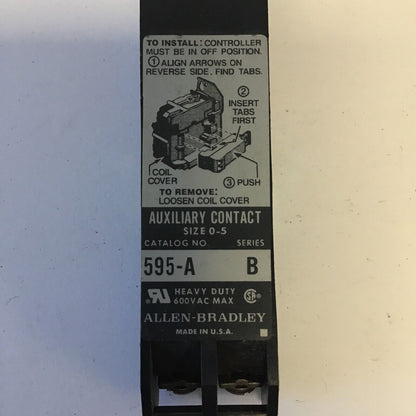 TO INSTALL: CONTROLLER
MUST BE IN OFF POSITION.
① ALIGN ARROWS ON
REVERSE SIDE. FIND TABS.
②
INSERT
TABS
FIRST
COIL
COVER
③ PUSH
TO REMOVE:
LOOSEN COIL COVER
AUXILIARY CONTACT
SIZE 0-5
CATALOG NO. SERIES
595-A B
HEAVY DUTY
600VAC MAX
ALLEN-BRADLEY
MADE IN U.S.A.